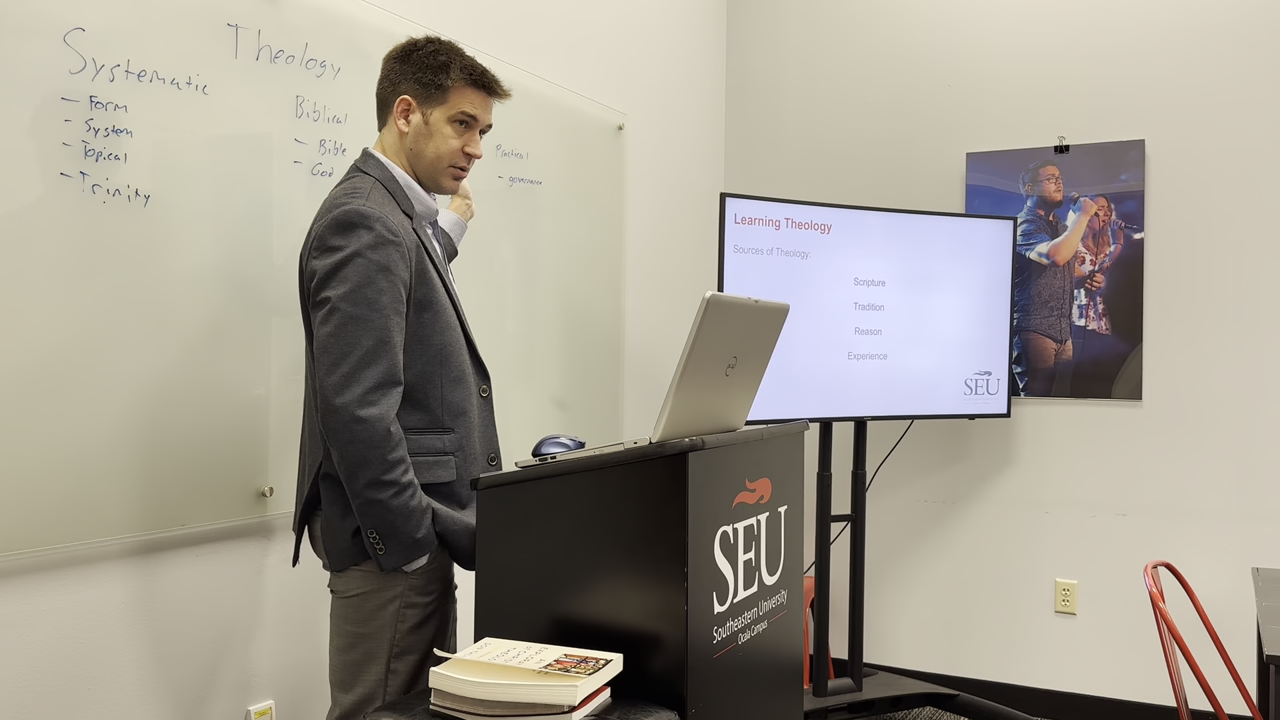 Theology
Systematic
- Form
- System
- Topical
- Trinity
Biblical
- Bible
- God
Practical
- governance
Learning Theology
Sources of Theology:
Scripture
Tradition
Reason
Experience
SEU
SEU
Southeastern University
Ocala Campus